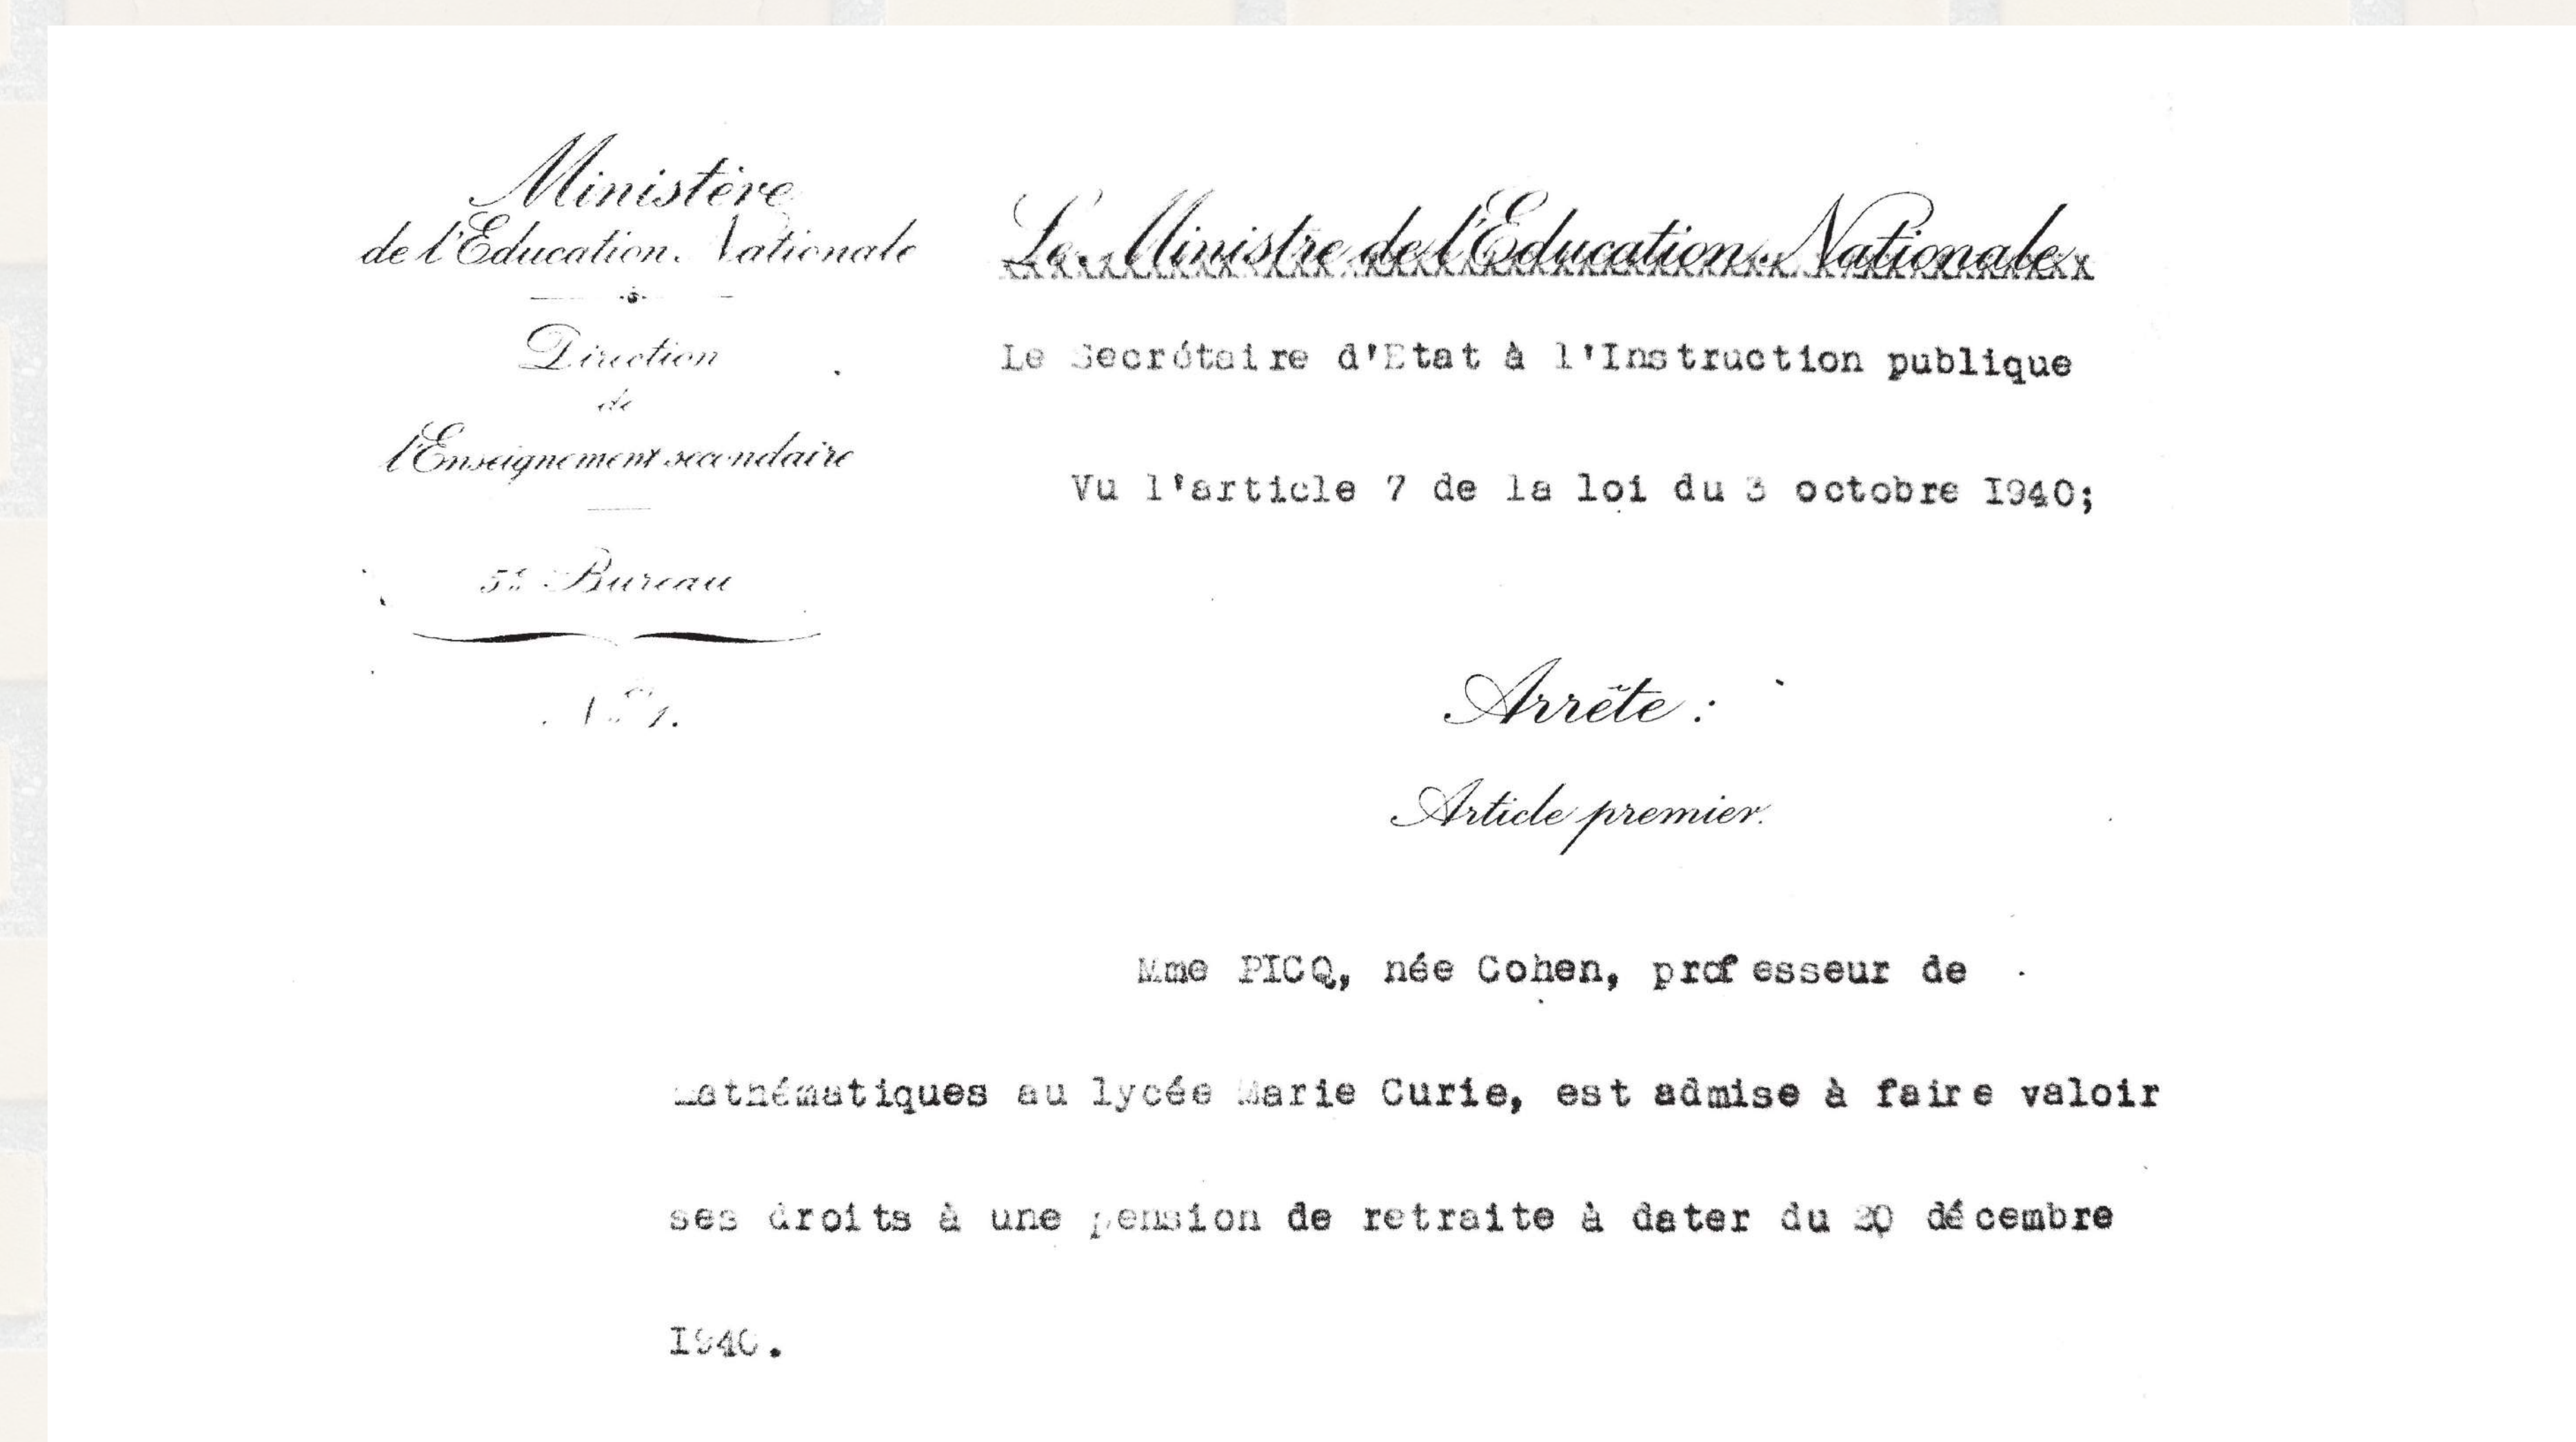 Ministère
de l'Education Nationale
Direction
de
l'Enseignement secondaire
5e Bureau
N° 1.
Le Ministre de l'Education Nationale
Le Secrétaire d'Etat à l'Instruction publique
Vu l'article 7 de la loi du 3 octobre I940;
Arrête :
Article premier.
Mme PICQ, née Cohen, professeur de
mathématiques au lycée Marie Curie, est admise à faire valoir
ses droits à une pension de retraite à dater du 20 décembre
I940.